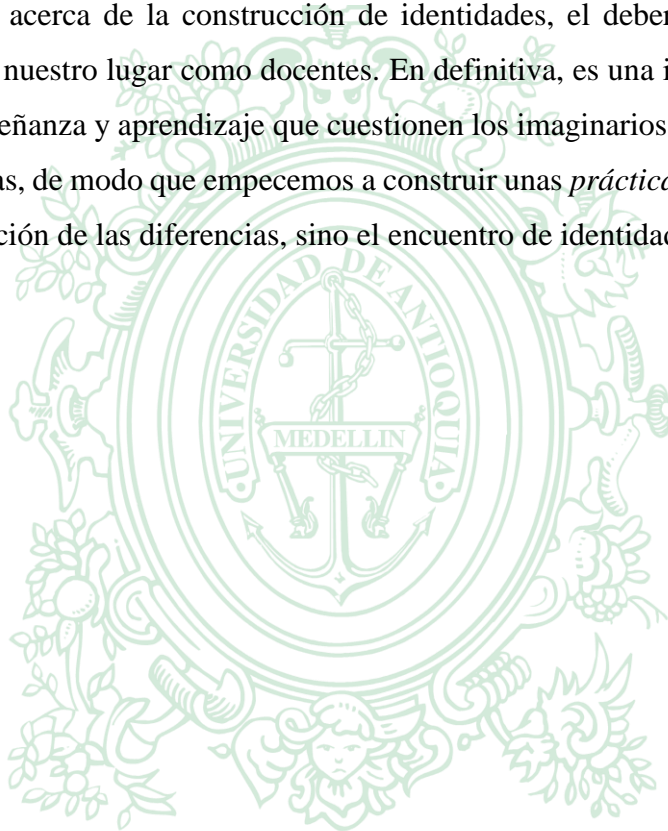 acerca de la construcción de identidades, el deber
nuestro lugar como docentes. En definitiva, es una
eñanza y aprendizaje que cuestionen los imaginarios
as, de modo que empecemos a construir unas práctica
ción de las diferencias, sino el encuentro de identidad
UNIVERSIDAD DE ANTIOQUIA
MEDELLIN